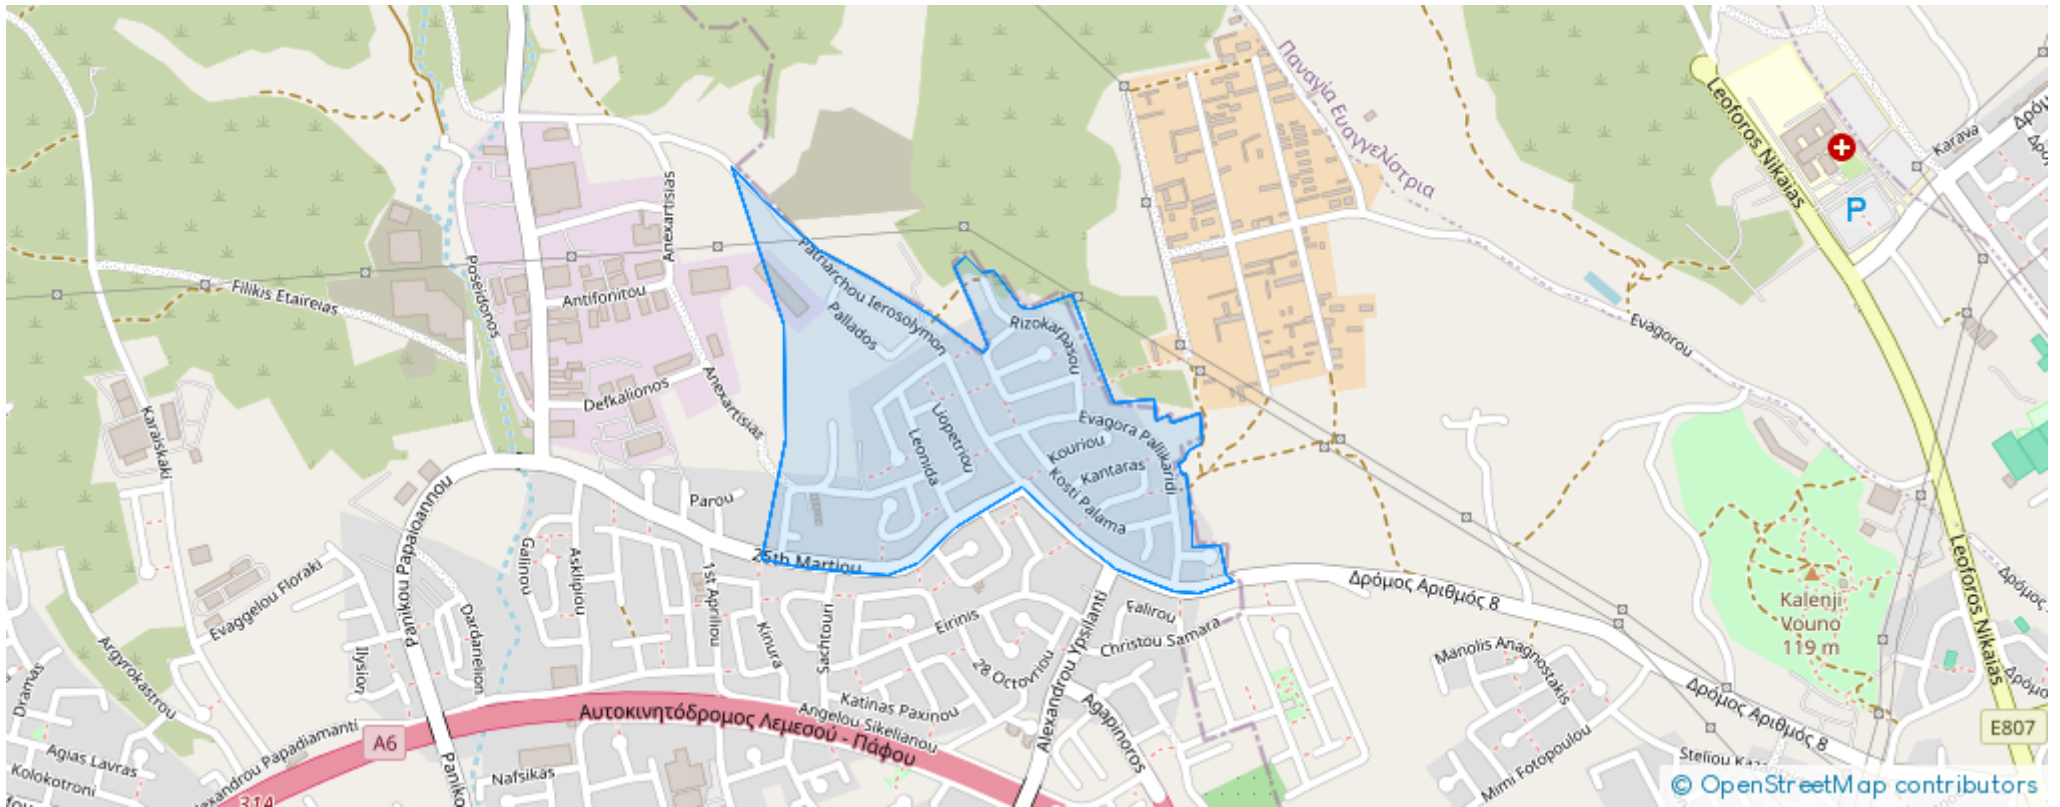 Παναγία Ευαγγελίστρια
Leoforos Nikaias
Karava
P
Anexartisias
Poseidonos
Patriarchou Ierosolymon
Filikis Etaireias
Antifonitou
Pallados
Rizokarpasou
Evagorou
Defkalionos
Anexartisias
Karaiskaki
Liopetriou
Leonida
Evagora Pallikaridi
Kouriou
Kantaras
Kosti Palama
Parou
Panikou Papaioannou
Galinou
Asklipiou
25th Martiou
1st Apriliou
Leoforos Nikaias
Δρόμος Αριθμός 8
Kalenji
Vouno
119 m
Evaggelou Floraki
Dardanelion
Ilysion
Kinura
Sachtouri
Eirinis
28 Octovriou
Alexandrou Ypsilanti
Falirou
Christou Samara
Manolis Anagnostakis
Argyrokastrou
Dramas
Katinas Paxinou
Angelou Sikelianou
Agapinoros
Δρόμος Αριθμός 8
Αυτοκινητόδρομος Λεμεσού - Πάφου
A6
E807
Alexandrou Papadiamanti
Agias Lavras
Kolokotroni
Nafsikas
Mimi Fotopoulou
31A
© OpenStreetMap contributors